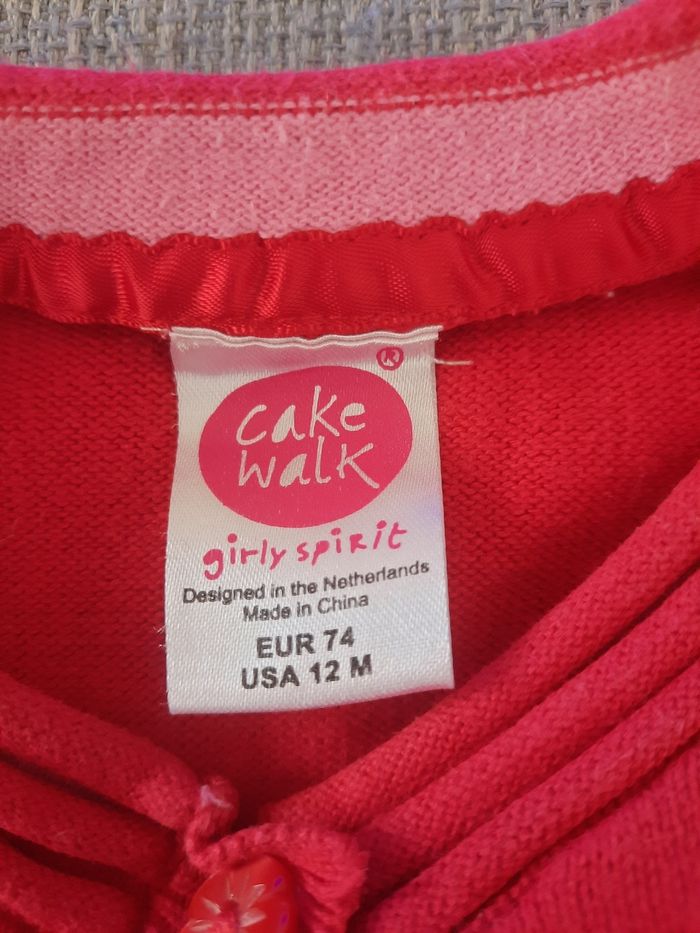 ®
cake
walk
girly spirit
Designed in the Netherlands
Made in China
EUR 74
USA 12 M